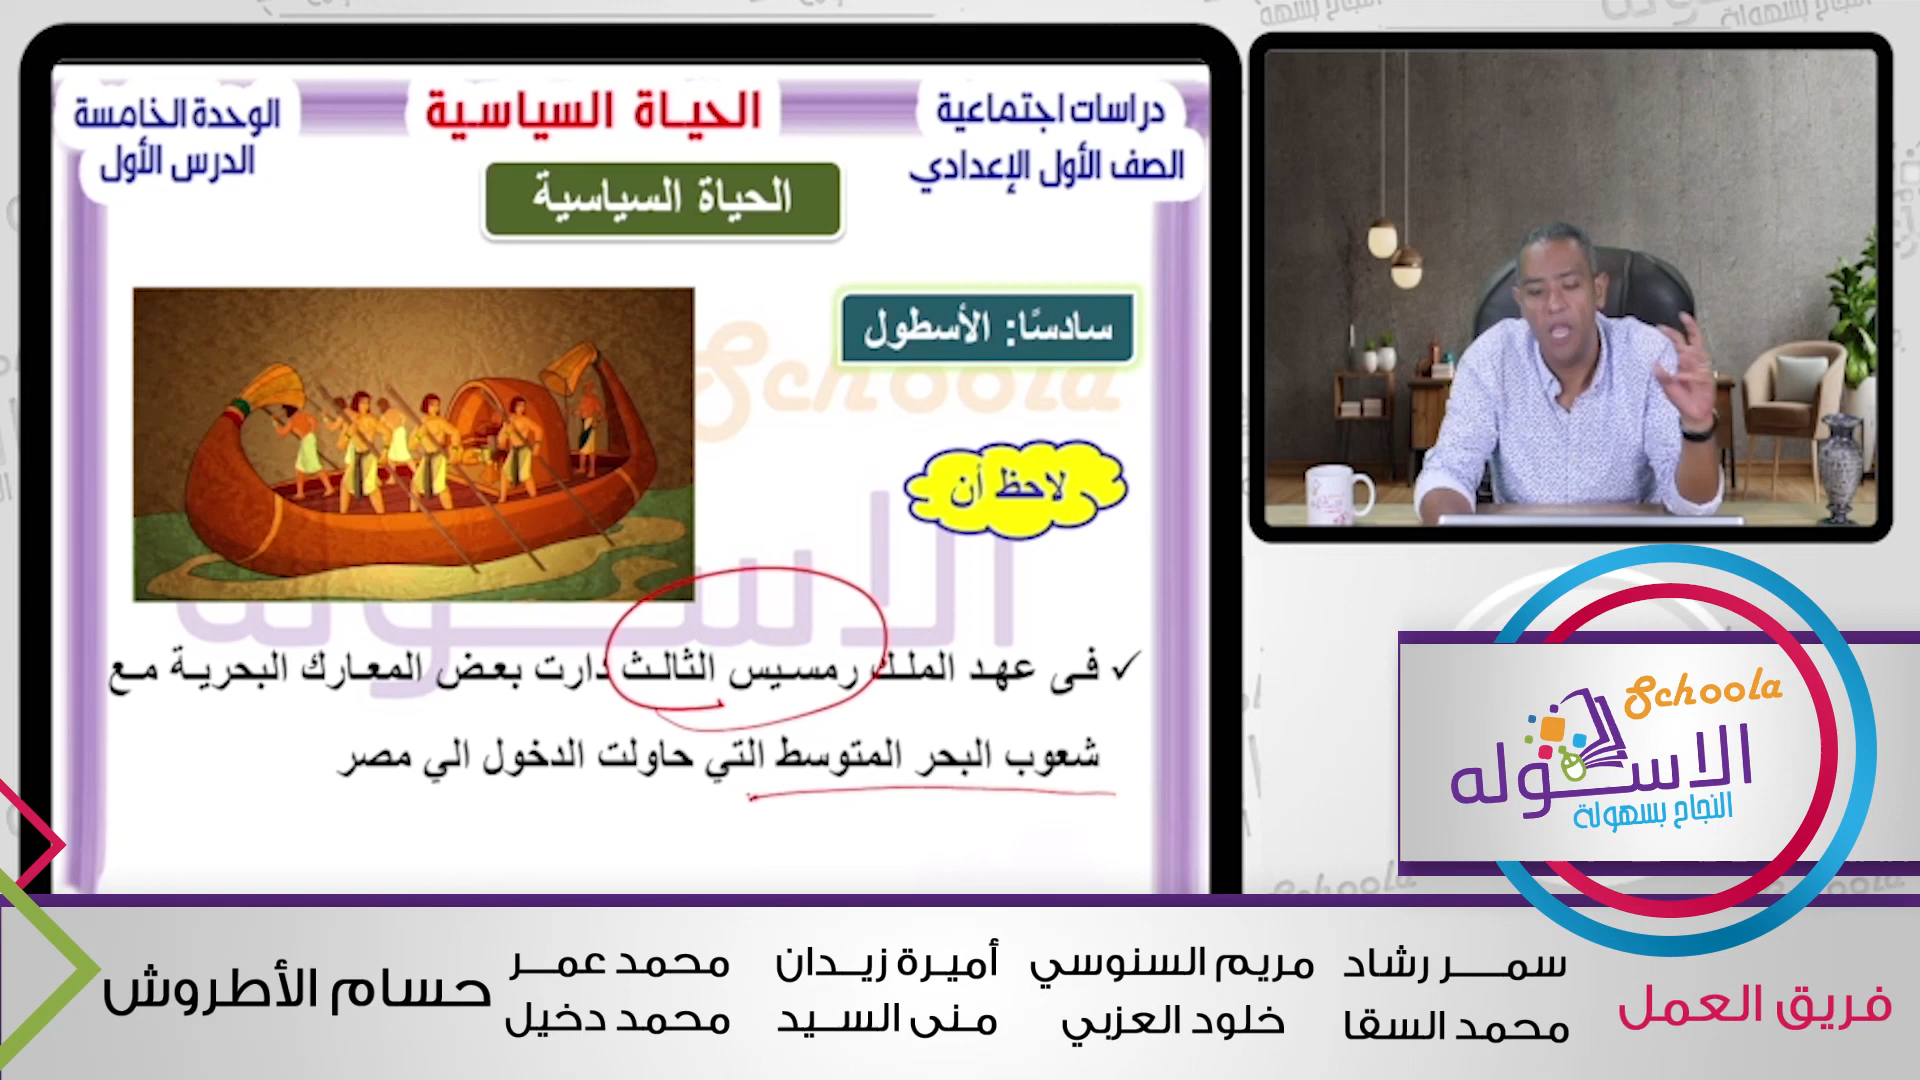 دراسات اجتماعية
الصف الأول الإعدادي
الحياة السياسية
الوحدة الخامسة
الدرس الأول
الحياة السياسية
سادسًا: الأسطول
لاحظ أن
✓ فى عهد الملك رمسيس الثالث دارت بعض المعارك البحرية مع
شعوب البحر المتوسط التي حاولت الدخول الي مصر
Schoola
الاسكوله
Schoola
الاسكوله
النجاح بسهولة
فريق العمل
سمر رشاد
محمد السقا
مريم السنوسي
خلود العزبي
أميرة زيدان
منى السيد
محمد عمر
محمد دخيل
حسام الأطروش